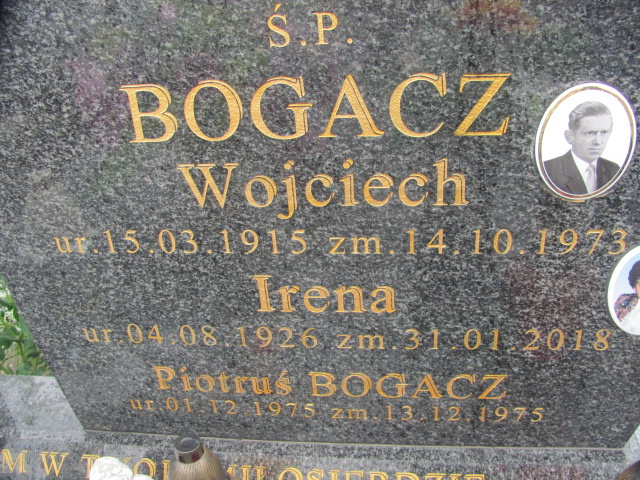 Ś.P.
BOGACZ
Wojciech
ur.15.03.1915 zm.14.10.1973
Irena
ur.04.08.1926 zm.31.01.2018
Piotruś BOGACZ
ur.01.12.1975 zm.13.12.1975
M W MIŁOSIERDZIE